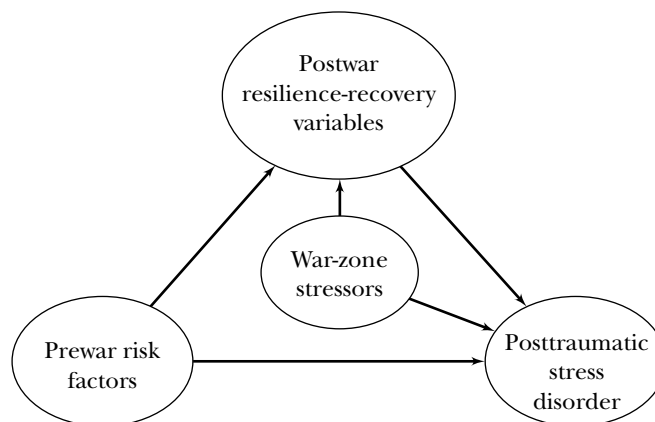 Postwar
resilience-recovery
variables
War-zone
stressors
Prewar risk
factors
Posttraumatic
stress
disorder